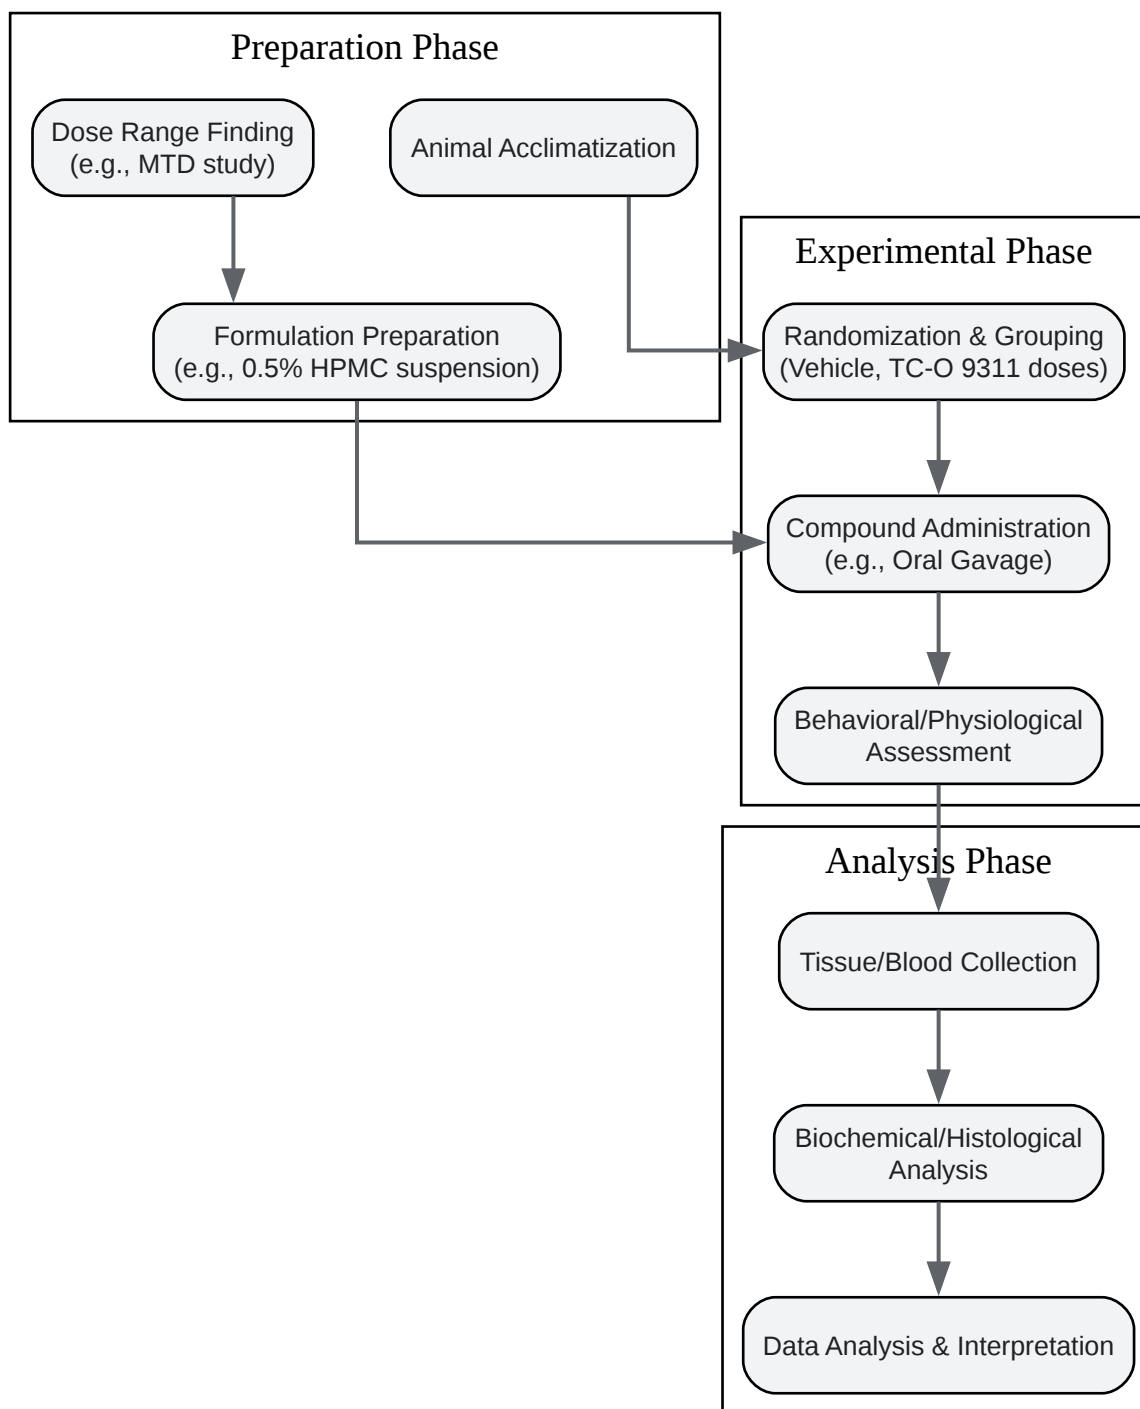 Preparation Phase
Dose Range Finding
(e.g., MTD study)
Animal Acclimatization
Formulation Preparation
(e.g., 0.5% HPMC suspension)
Experimental Phase
Randomization & Grouping
(Vehicle, TC-O 9311 doses)
Compound Administration
(e.g., Oral Gavage)
Behavioral/Physiological
Assessment
Analysis Phase
Tissue/Blood Collection
Biochemical/Histological
Analysis
Data Analysis & Interpretation